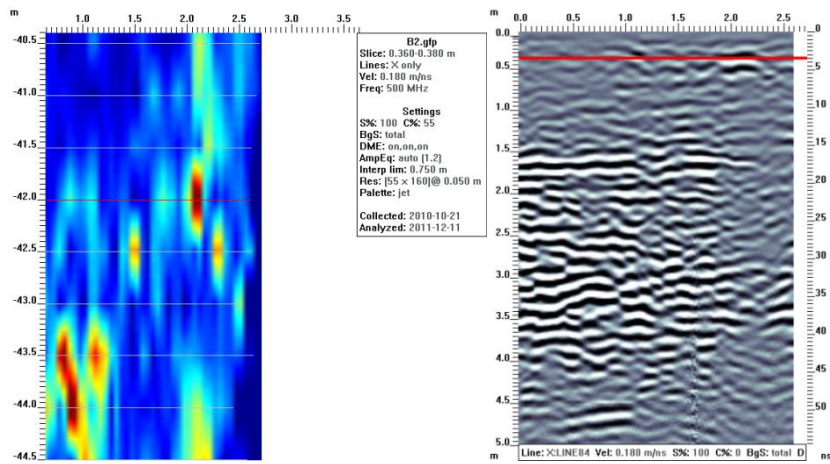 m
1.0 2.0 3.0
-40.5
-41.0
-41.5
-42.0
-42.5
-43.0
-43.5
-44.0
-44.5
B2.gfp
Slice: 0.360-0.380 m
Lines: X only
Vel: 0.180 m/ns
Freq: 500 MHz
Settings
S%: 100 C%: 55
BgS: total
DME: on,on,on
AmpEq: auto [1.2]
Interp lim: 0.750 m
Res: [55 x 160]@ 0.050 m
Palette: jet
Collected: 2010-10-21
Analyzed: 2011-12-11
m
0.0 0.5 1.0 1.5 2.0 2.5
0.0
0.5
1.0
1.5
2.0
2.5
3.0
3.5
4.0
4.5
5.0
m
0
5
10
15
20
25
30
35
40
45
50
ns
Line: X:LINE84 Vel: 0.180 m/ns S%: 100 C%: 0 BgS: total D